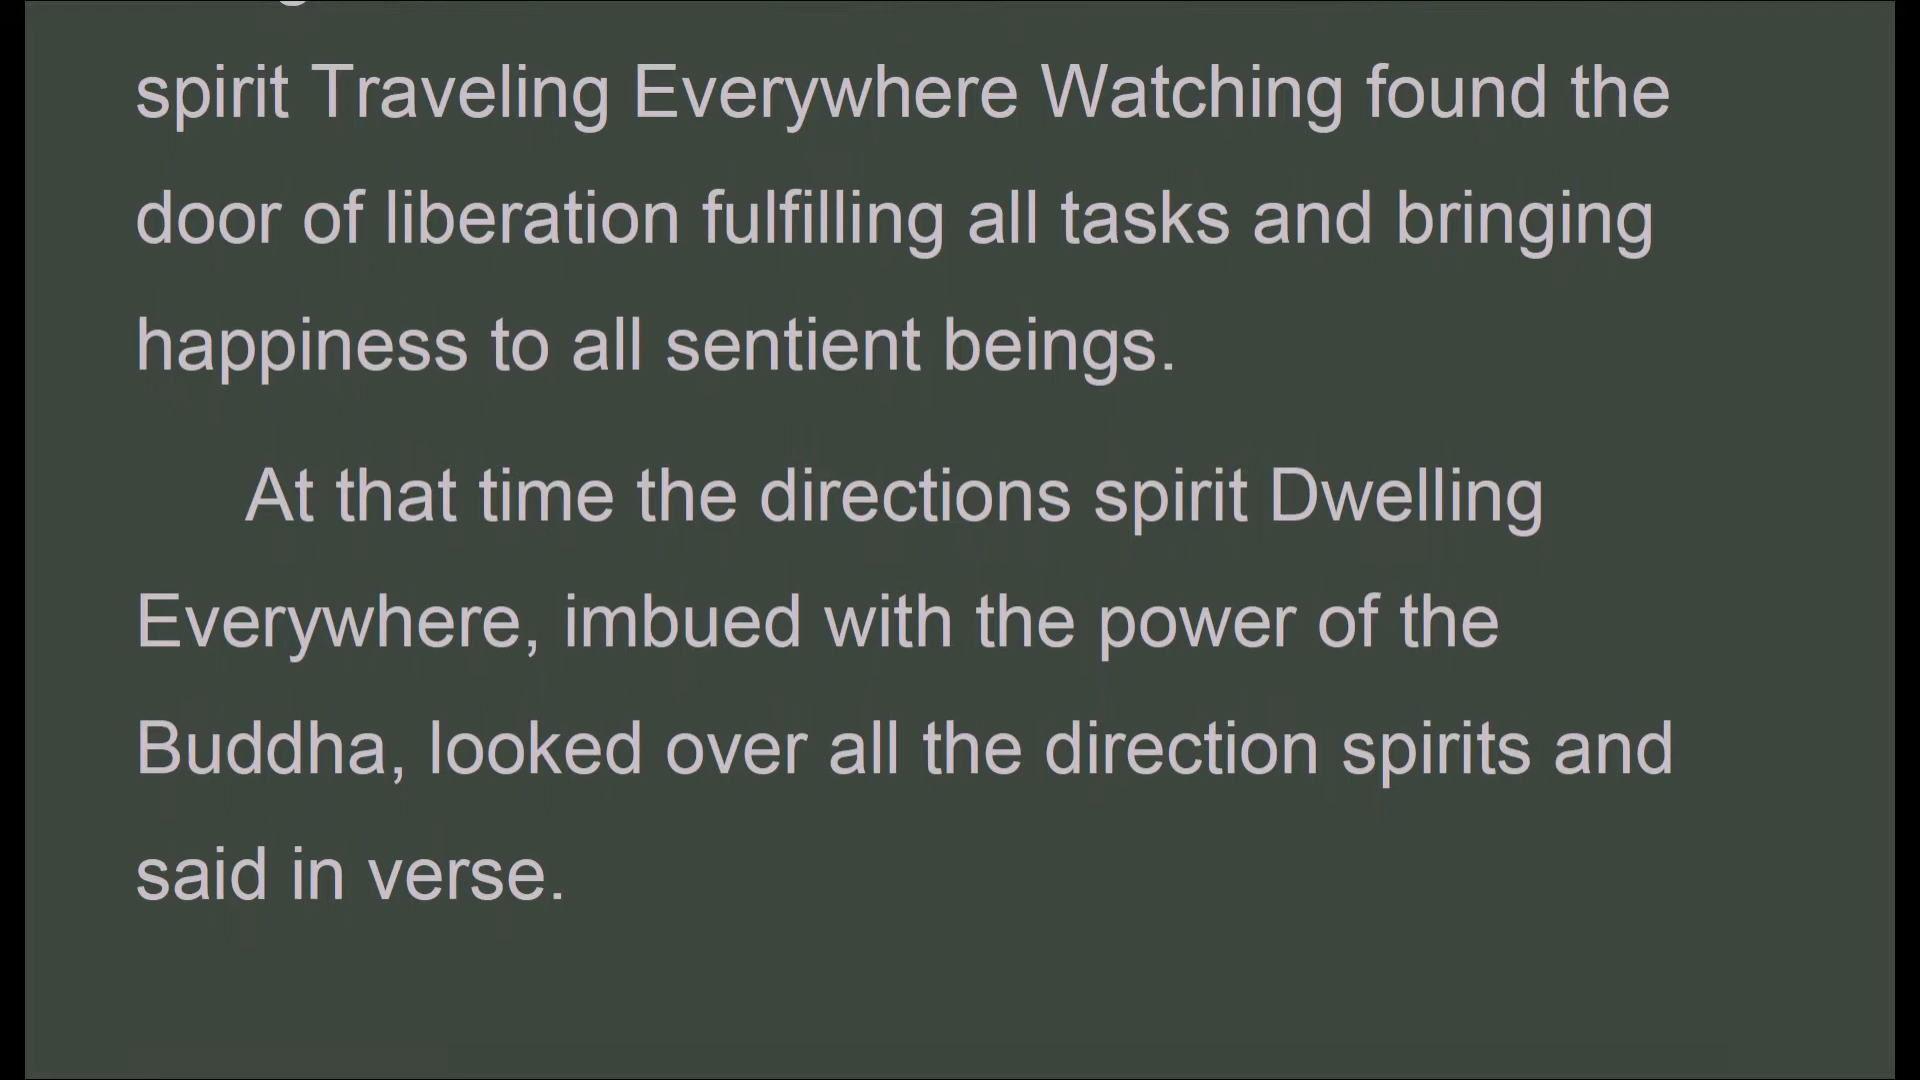 spirit Traveling Everywhere Watching found the
door of liberation fulfilling all tasks and bringing
happiness to all sentient beings.
At that time the directions spirit Dwelling
Everywhere, imbued with the power of the
Buddha, looked over all the direction spirits and
said in verse.